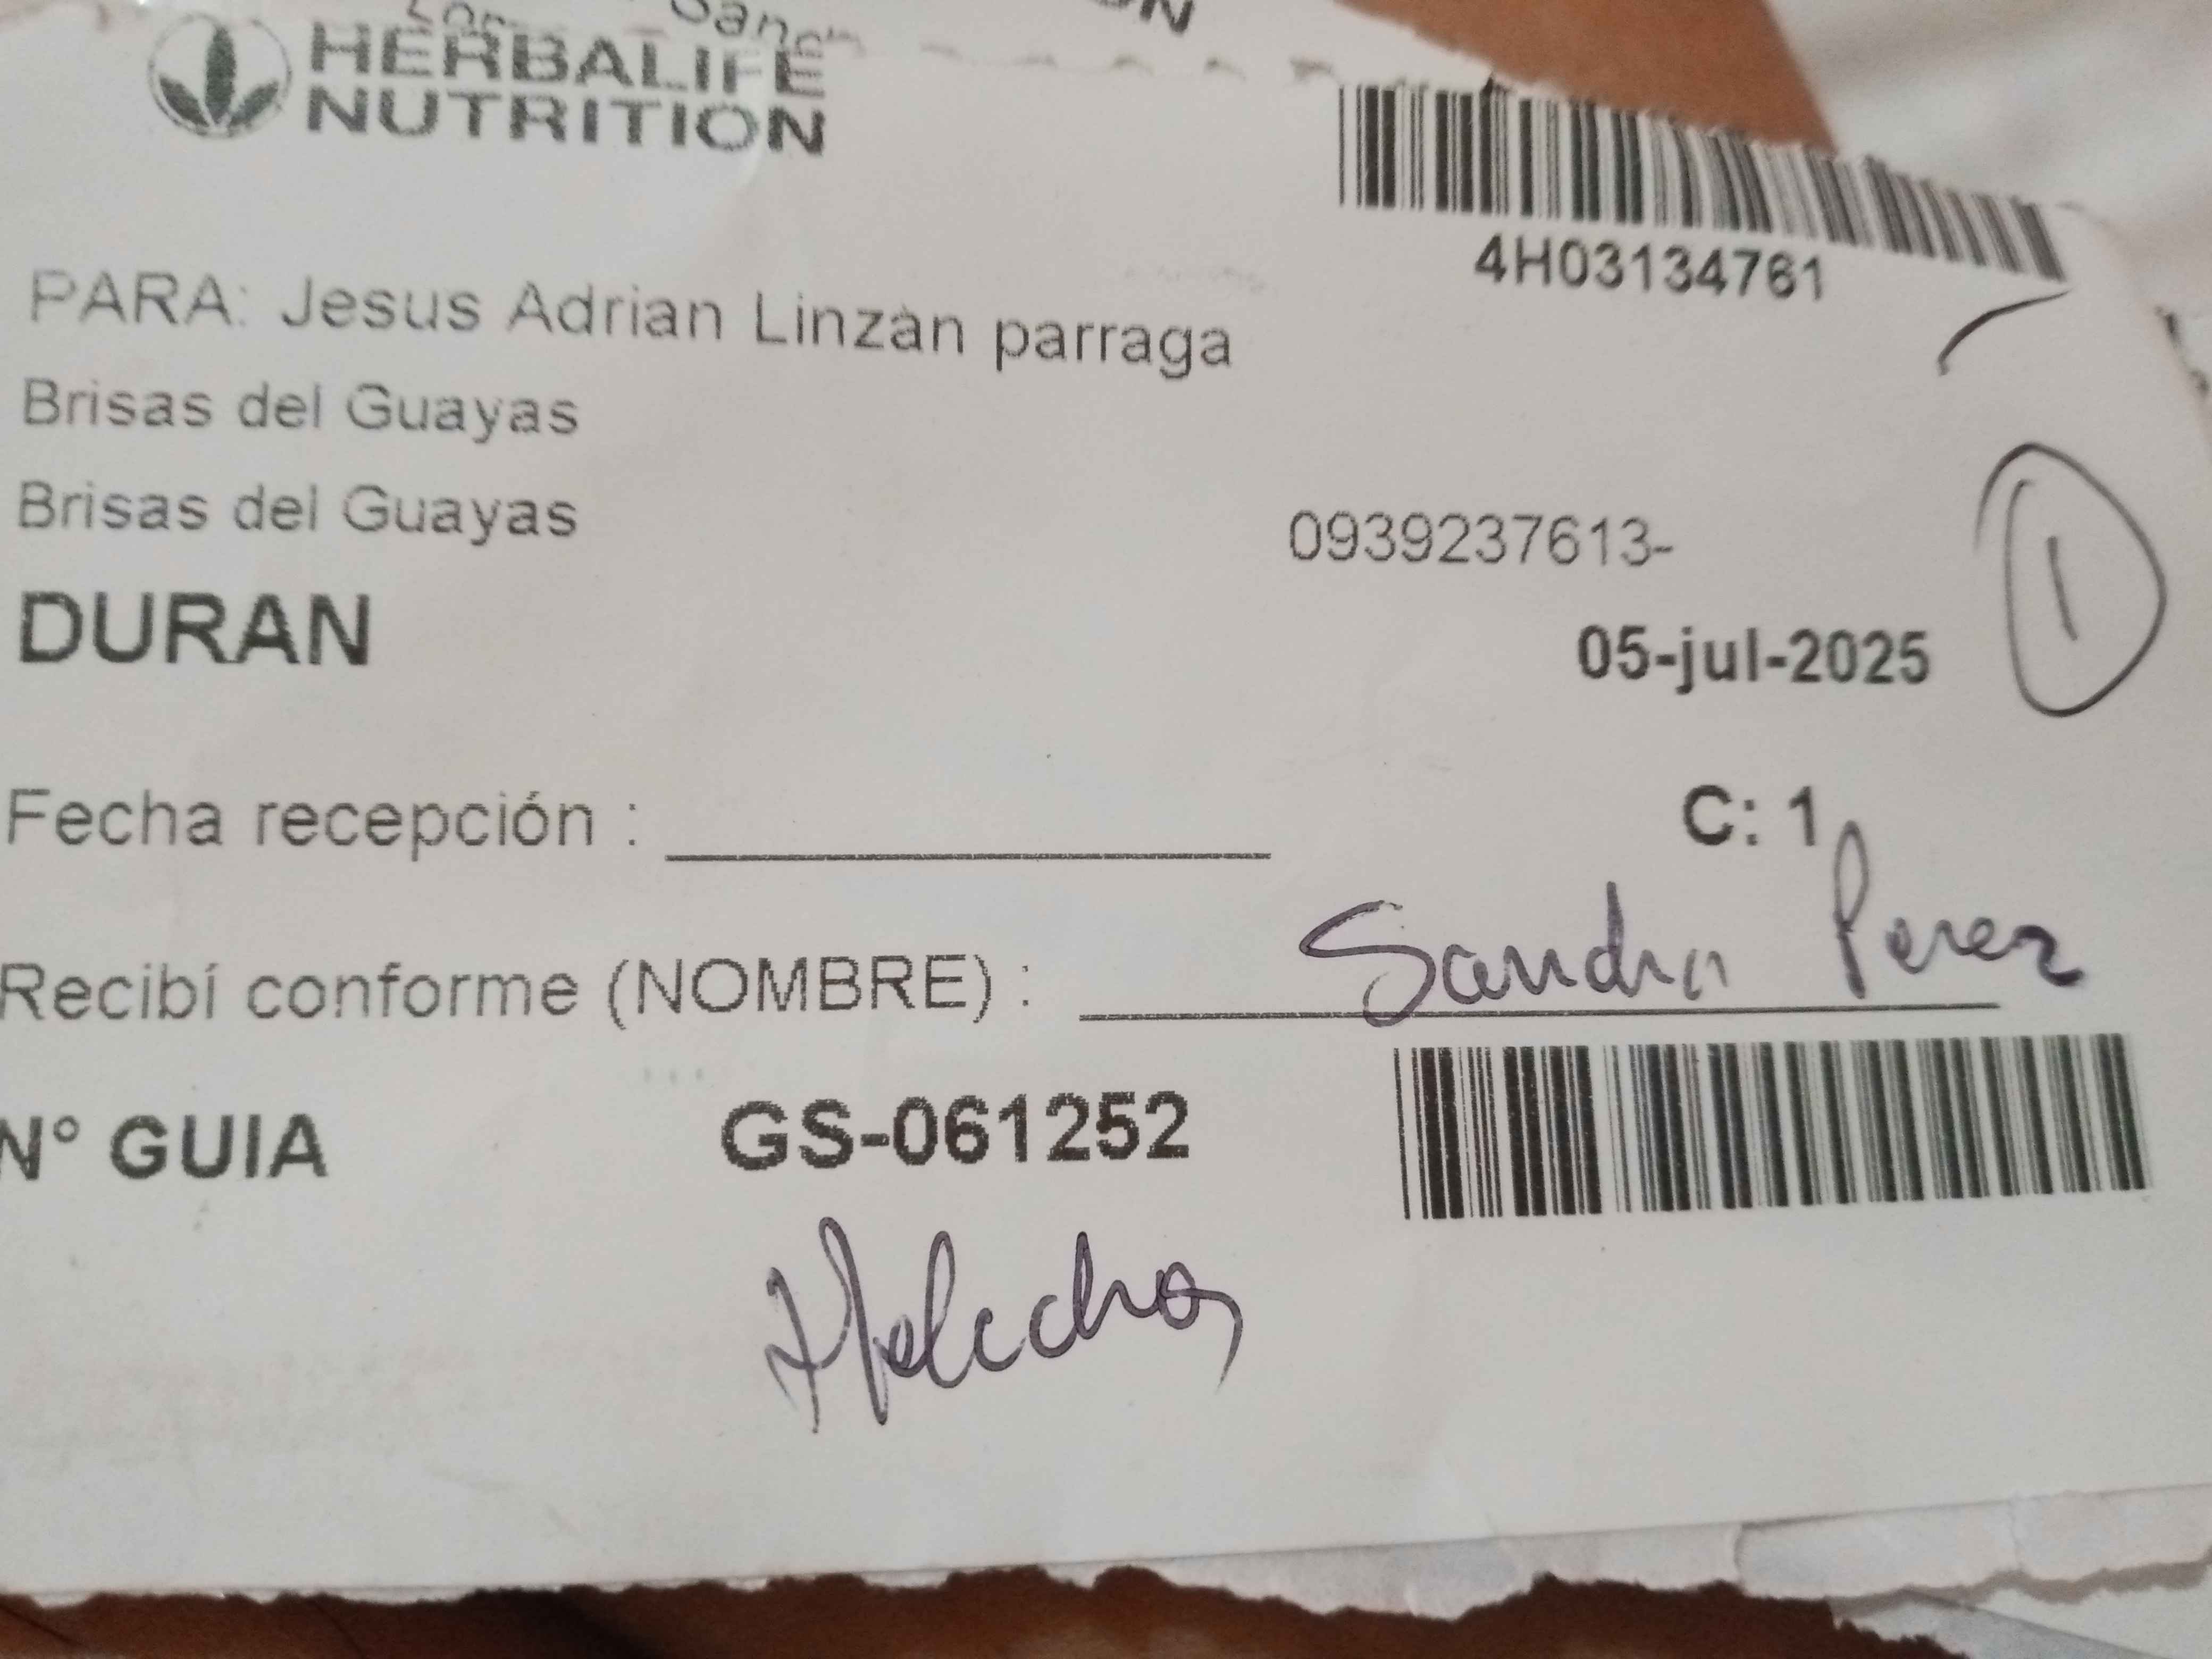 HERBALIFE
NUTRITION
4H03134761
PARA: Jesus Adrian Linzàn parraga
Brisas del Guayas
Brisas del Guayas
0939237613-
DURAN
05-jul-2025
1
Fecha recepción :
C: 1
Recibí conforme (NOMBRE) : Sandra Perez
N° GUIA GS-061252